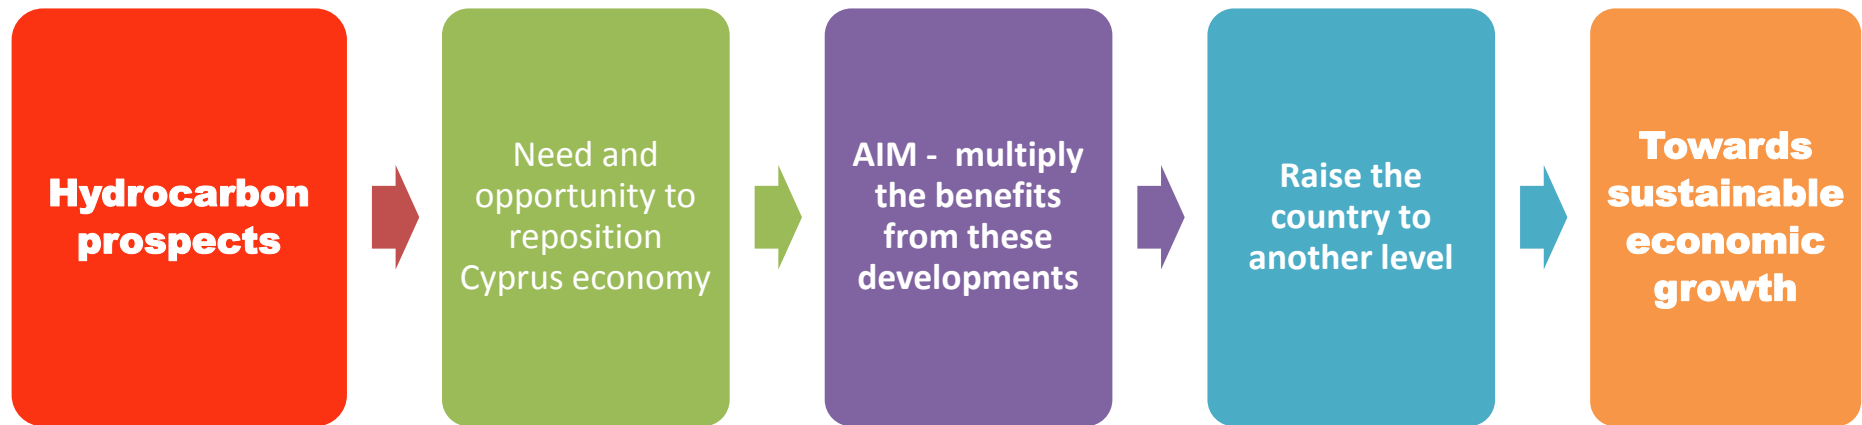 Hydrocarbon
prospects
Need and
opportunity to
reposition
Cyprus economy
AIM -  multiply
the benefits
from these
developments
Raise the
country to
another level
Towards
sustainable
economic
growth